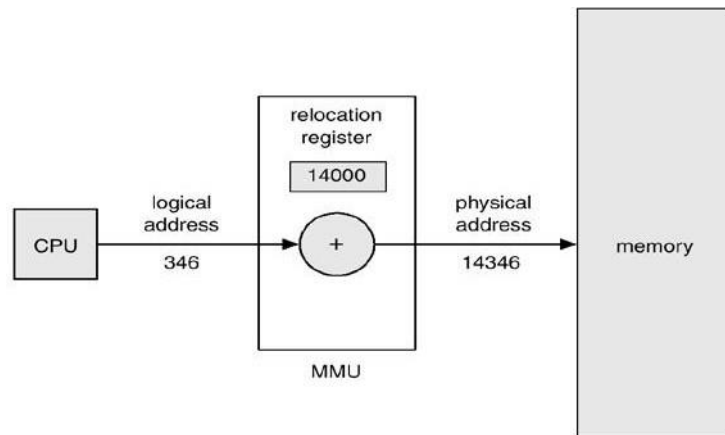 relocation
register
14000
logical
address
346
CPU
+
physical
address
14346
memory
MMU